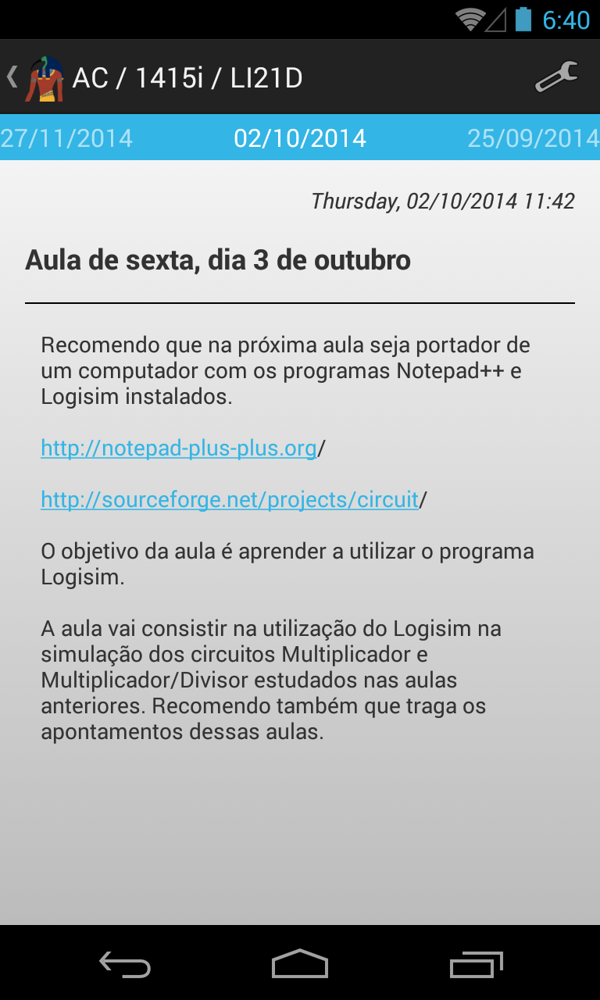 6:40
AC / 1415i / LI21D
27/11/2014 02/10/2014 25/09/2014
Thursday, 02/10/2014 11:42
Aula de sexta, dia 3 de outubro
Recomendo que na próxima aula seja portador de
um computador com os programas Notepad++ e
Logisim instalados.
http://notepad-plus-plus.org/
http://sourceforge.net/projects/circuit/
O objetivo da aula é aprender a utilizar o programa
Logisim.
A aula vai consistir na utilização do Logisim na
simulação dos circuitos Multiplicador e
Multiplicador/Divisor estudados nas aulas
anteriores. Recomendo também que traga os
apontamentos dessas aulas.